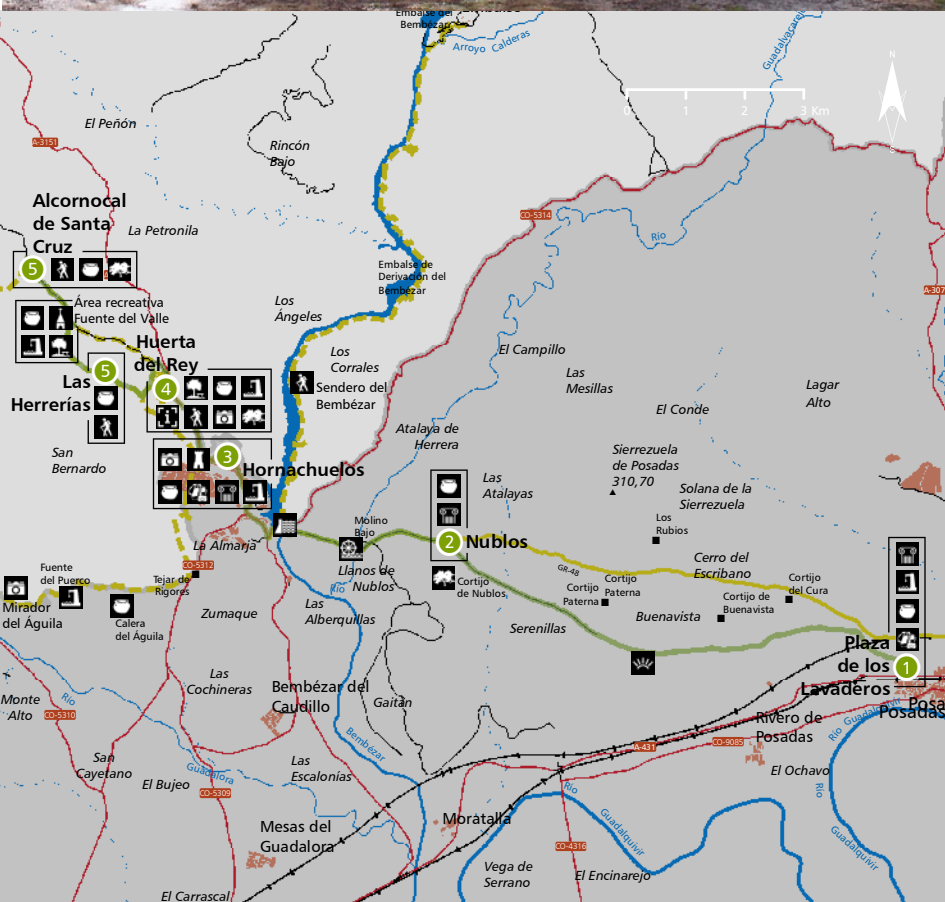 Embalse del
Bembézar
Arroyo Calderas
Guadalvacarejo
N
S
0 1 2 3 Km
El Peñón
A-3151
Rincón
Bajo
Alcornocal
de Santa
Cruz
La Petronila
CO-5314
Río
5
Embalse de
Derivación del
Bembézar
A-307
Área recreativa
Fuente del Valle
Los
Ángeles
Huerta
del Rey
El Campillo
Los
Corrales
5
Las
Herrerías
4
i
Sendero del
Bembézar
Las
Mesillas
Lagar
Alto
El Conde
Atalaya de
Herrera
San
Bernardo
3
Hornachuelos
Sierrezuela
de Posadas
310,70
Las
Atalayas
Solana de la
Sierrezuela
Los
Rubios
Molino
Bajo
2
Nublos
La Almarja
Cerro del
Escribano
CO-5312
Fuente
del Puerco
Tejar de
Rigores
Llanos de
Nublos
Río
Cortijo
de Nublos
GR-48
Cortijo
Paterna
Cortijo
Paterna
Cortijo
del Cura
Cortijo de
Buenavista
Mirador
del Águila
Calera
del Águila
Zumaque
Las
Alberquillas
Serenillas
Buenavista
Plaza
de los
Lavaderos
1
Las
Cochineras
Bembézar del
Caudillo
Gaitán
Monte
Alto
Río
CO-5310
Rivero de
Posadas
Río Guadalquivir
Posa
Posadas
Bembézar
A-431
CO-9085
San
Cayetano
El Bujeo
Guadalora
CO-5309
Las
Escalonías
El Ochavo
Río
Río
Guadalquivir
Guadalquivir
Mesas del
Guadalora
Moratalla
CO-4316
Vega de
Serrano
El Encinarejo
El Carrascal